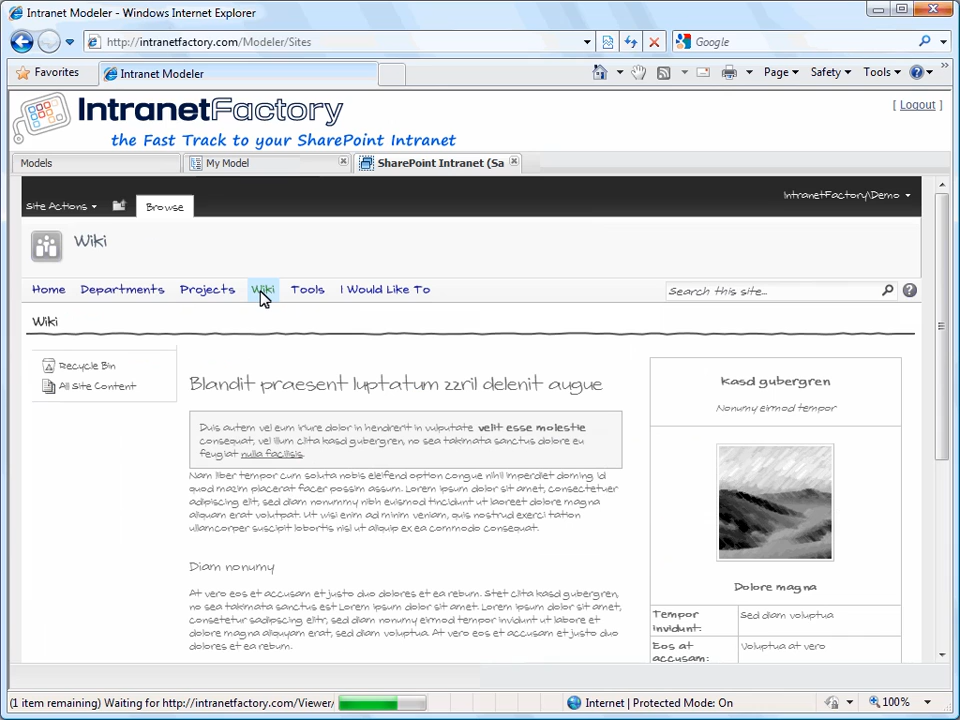 Intranet Modeler - Windows Internet Explorer
http://intranetfactory.com/Modeler/Sites
Google
Favorites
Intranet Modeler
Page
Safety
Tools
IntranetFactory
the Fast Track to your SharePoint Intranet
[ Logout ]
Models
My Model
SharePoint Intranet (Sa
Site Actions
Browse
IntranetFactory\Demo
Wiki
Home
Departments
Projects
Wiki
Tools
I Would Like To
Search this site...
Wiki
Recycle Bin
All Site Content
Blandit praesent luptatum zzril delenit augue
Duis autem vel eum iriure dolor in hendrerit in vulputate velit esse molestie
consequat, vel illum clita kasd gubergren, no sea takimata sanctus dolore eu
feugiat nulla facilisis.
Nam liber tempor cum soluta nobis eleifend option congue nihil imperdiet doming id
quod mazim placerat facer possim assum. Lorem ipsum dolor sit amet, consectetuer
adipiscing elit, sed diam nonummy nibh euismod tincidunt ut laoreet dolore magna
aliquam erat volutpat. Ut wisi enim ad minim veniam, quis nostrud exerci tation
ullamcorper suscipit lobortis nisl ut aliquip ex ea commodo consequat.
Diam nonumy
At vero eos et accusam et justo duo dolores et ea rebum. Stet clita kasd gubergren,
no sea takimata sanctus est Lorem ipsum dolor sit amet. Lorem ipsum dolor sit amet,
consetetur sadipscing elitr, sed diam nonumy eirmod tempor invidunt ut labore et
dolore magna aliquyam erat, sed diam voluptua. At vero eos et accusam et justo duo
dolores et ea rebum.
kasd gubergren
Nonumy eirmod tempor
Dolore magna
Tempor
invidunt:
Sed diam voluptua
Eos at
accusam:
Voluptua at vero
(1 item remaining) Waiting for http://intranetfactory.com/Viewer/
Internet | Protected Mode: On
100%